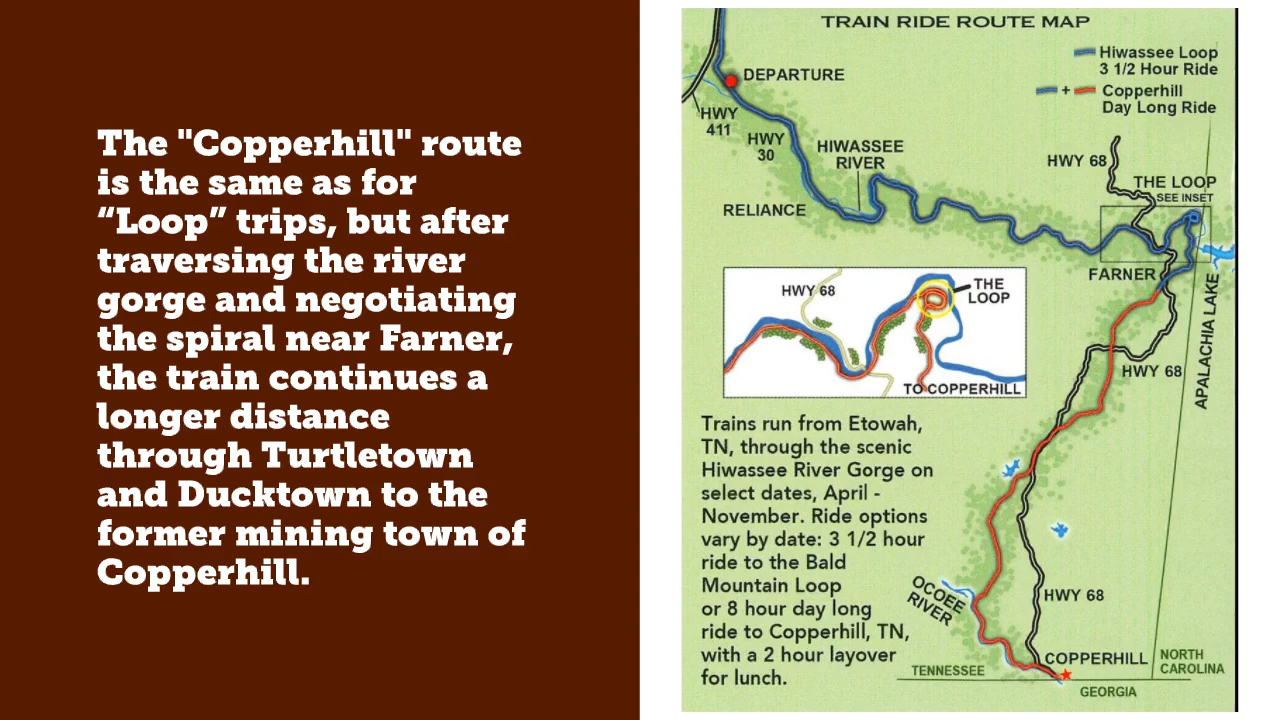 The "Copperhill" route
is the same as for
“Loop” trips, but after
traversing the river
gorge and negotiating
the spiral near Farner,
the train continues a
longer distance
through Turtletown
and Ducktown to the
former mining town of
Copperhill.
TRAIN RIDE ROUTE MAP
Hiwassee Loop
3 1/2 Hour Ride
+ Copperhill
Day Long Ride
DEPARTURE
HWY
411
HWY
30
HIWASSEE
RIVER
RELIANCE
HWY 68
THE LOOP
SEE INSET
FARNER
APALACHIA LAKE
HWY 68
THE
LOOP
TO COPPERHILL
HWY 68
Trains run from Etowah,
TN, through the scenic
Hiwassee River Gorge on
select dates, April -
November. Ride options
vary by date: 3 1/2 hour
ride to the Bald
Mountain Loop
or 8 hour day long
ride to Copperhill, TN,
with a 2 hour layover
for lunch.
OCOEE
RIVER
HWY 68
COPPERHILL
TENNESSEE
NORTH
CAROLINA
GEORGIA